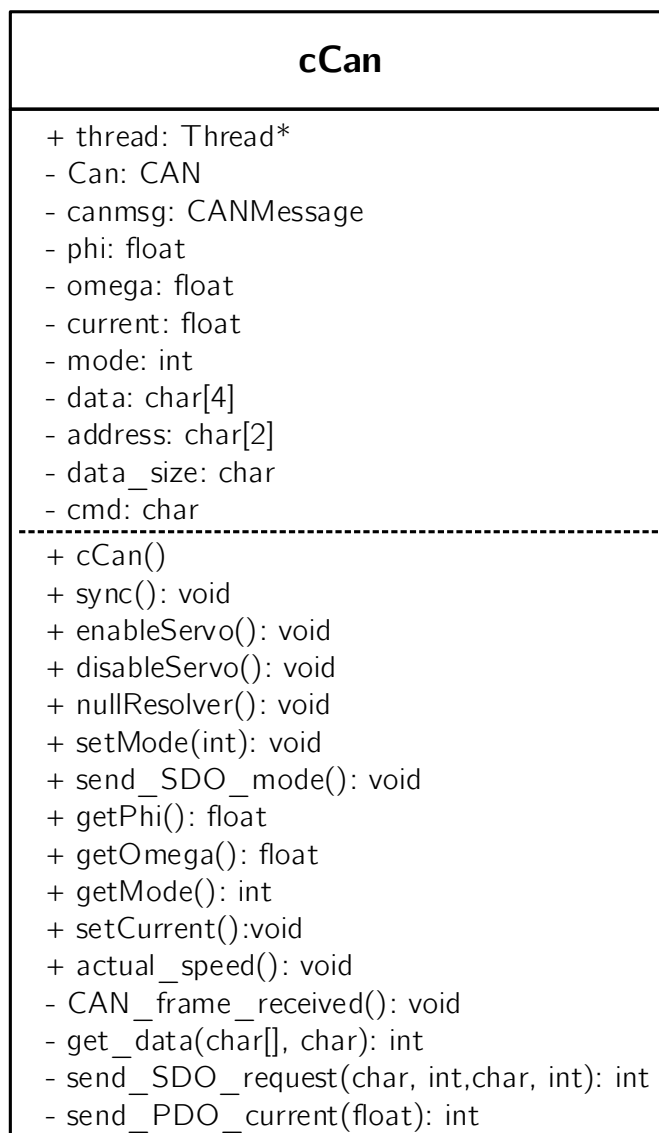 cCan
+ thread: Thread*
- Can: CAN
- canmsg: CANMessage
- phi: float
- omega: float
- current: float
- mode: int
- data: char[4]
- address: char[2]
- data_size: char
- cmd: char
+ cCan()
+ sync(): void
+ enableServo(): void
+ disableServo(): void
+ nullResolver(): void
+ setMode(int): void
+ send_SDO_mode(): void
+ getPhi(): float
+ getOmega(): float
+ getMode(): int
+ setCurrent():void
+ actual_speed(): void
- CAN_frame_received(): void
- get_data(char[], char): int
- send_SDO_request(char, int,char, int): int
- send_PDO_current(float): int